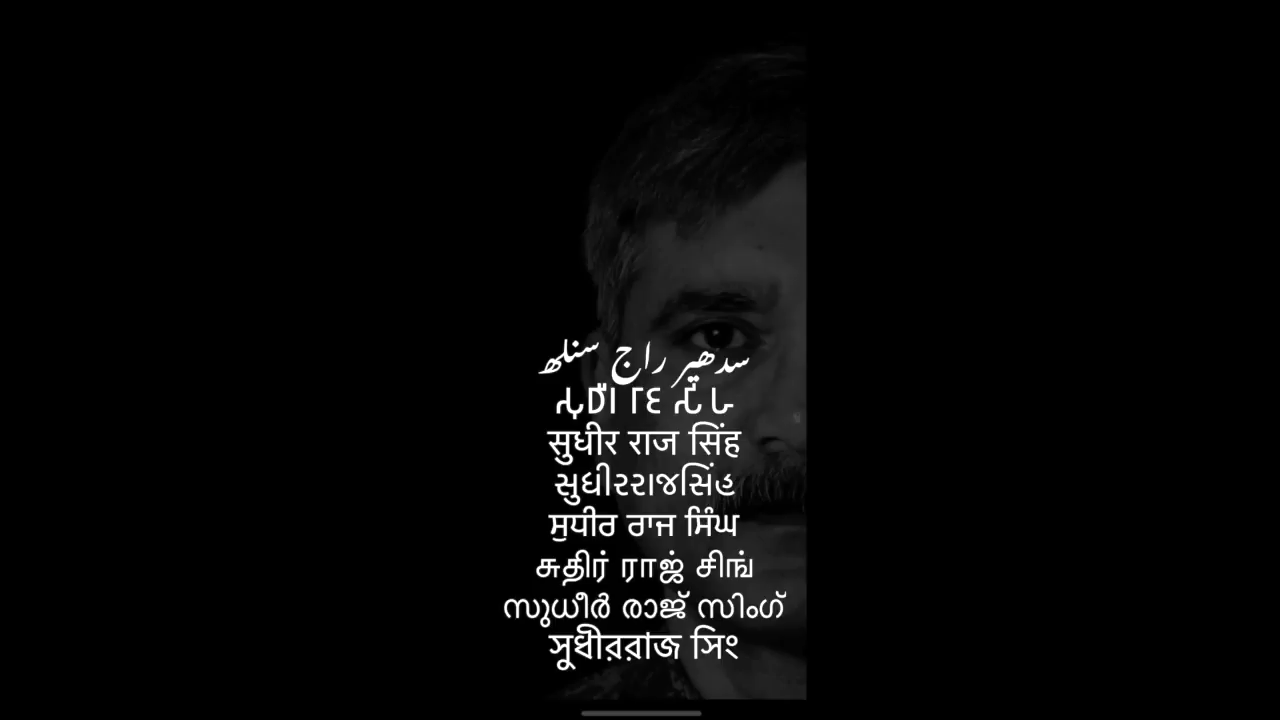 سدھیر راج سنلھ
सुधीर राज सिंह
સુધીરરાજસિંહ
ਸੁਧੀਰ ਰਾਜ ਸਿੰਘ
சுதிர் ராஜ் சிங்
സുധീർ രാജ് സിംഗ്
सुधीरराज सिं